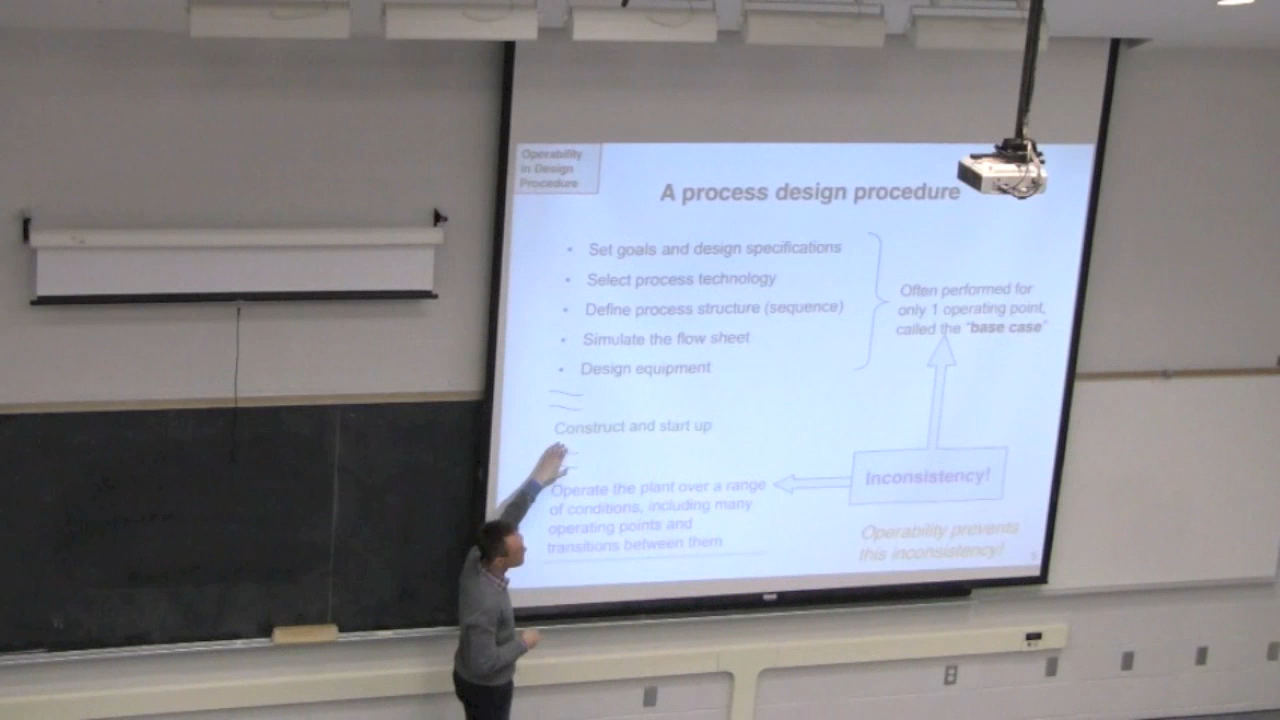 Operability
in Design
Procedure
A process design procedure
• Set goals and design specifications
• Select process technology
• Define process structure (sequence)
• Simulate the flow sheet
• Design equipment
Often performed for
only 1 operating point,
called the "base case"
Construct and start up
Operate the plant over a range
of conditions, including many
operating points and
transitions between them
Inconsistency!
Operability prevents
this inconsistency!